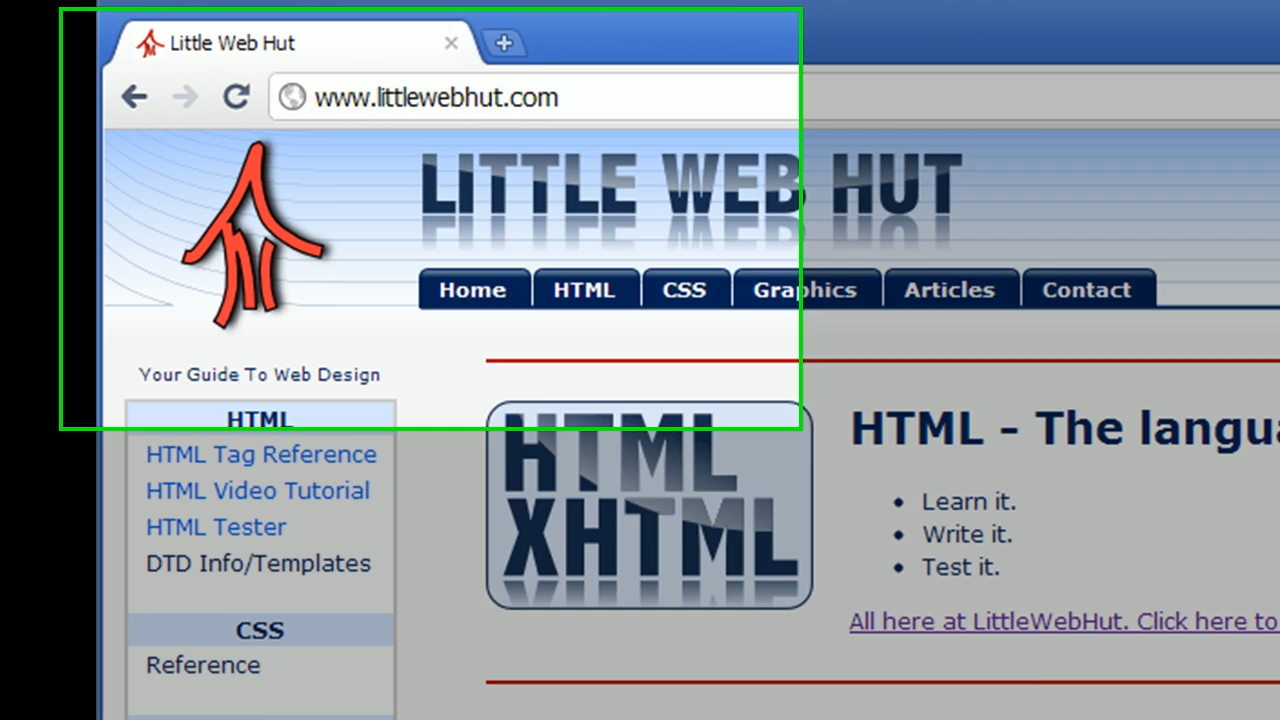 Little Web Hut
www.littlewebhut.com
LITTLE WEB HUT
Home HTML CSS Graphics Articles Contact
Your Guide To Web Design
HTML
HTML Tag Reference
HTML Video Tutorial
HTML Tester
DTD Info/Templates
CSS
Reference
HTML
XHTML
HTML - The langu
Learn it.
Write it.
Test it.
All here at LittleWebHut. Click here to